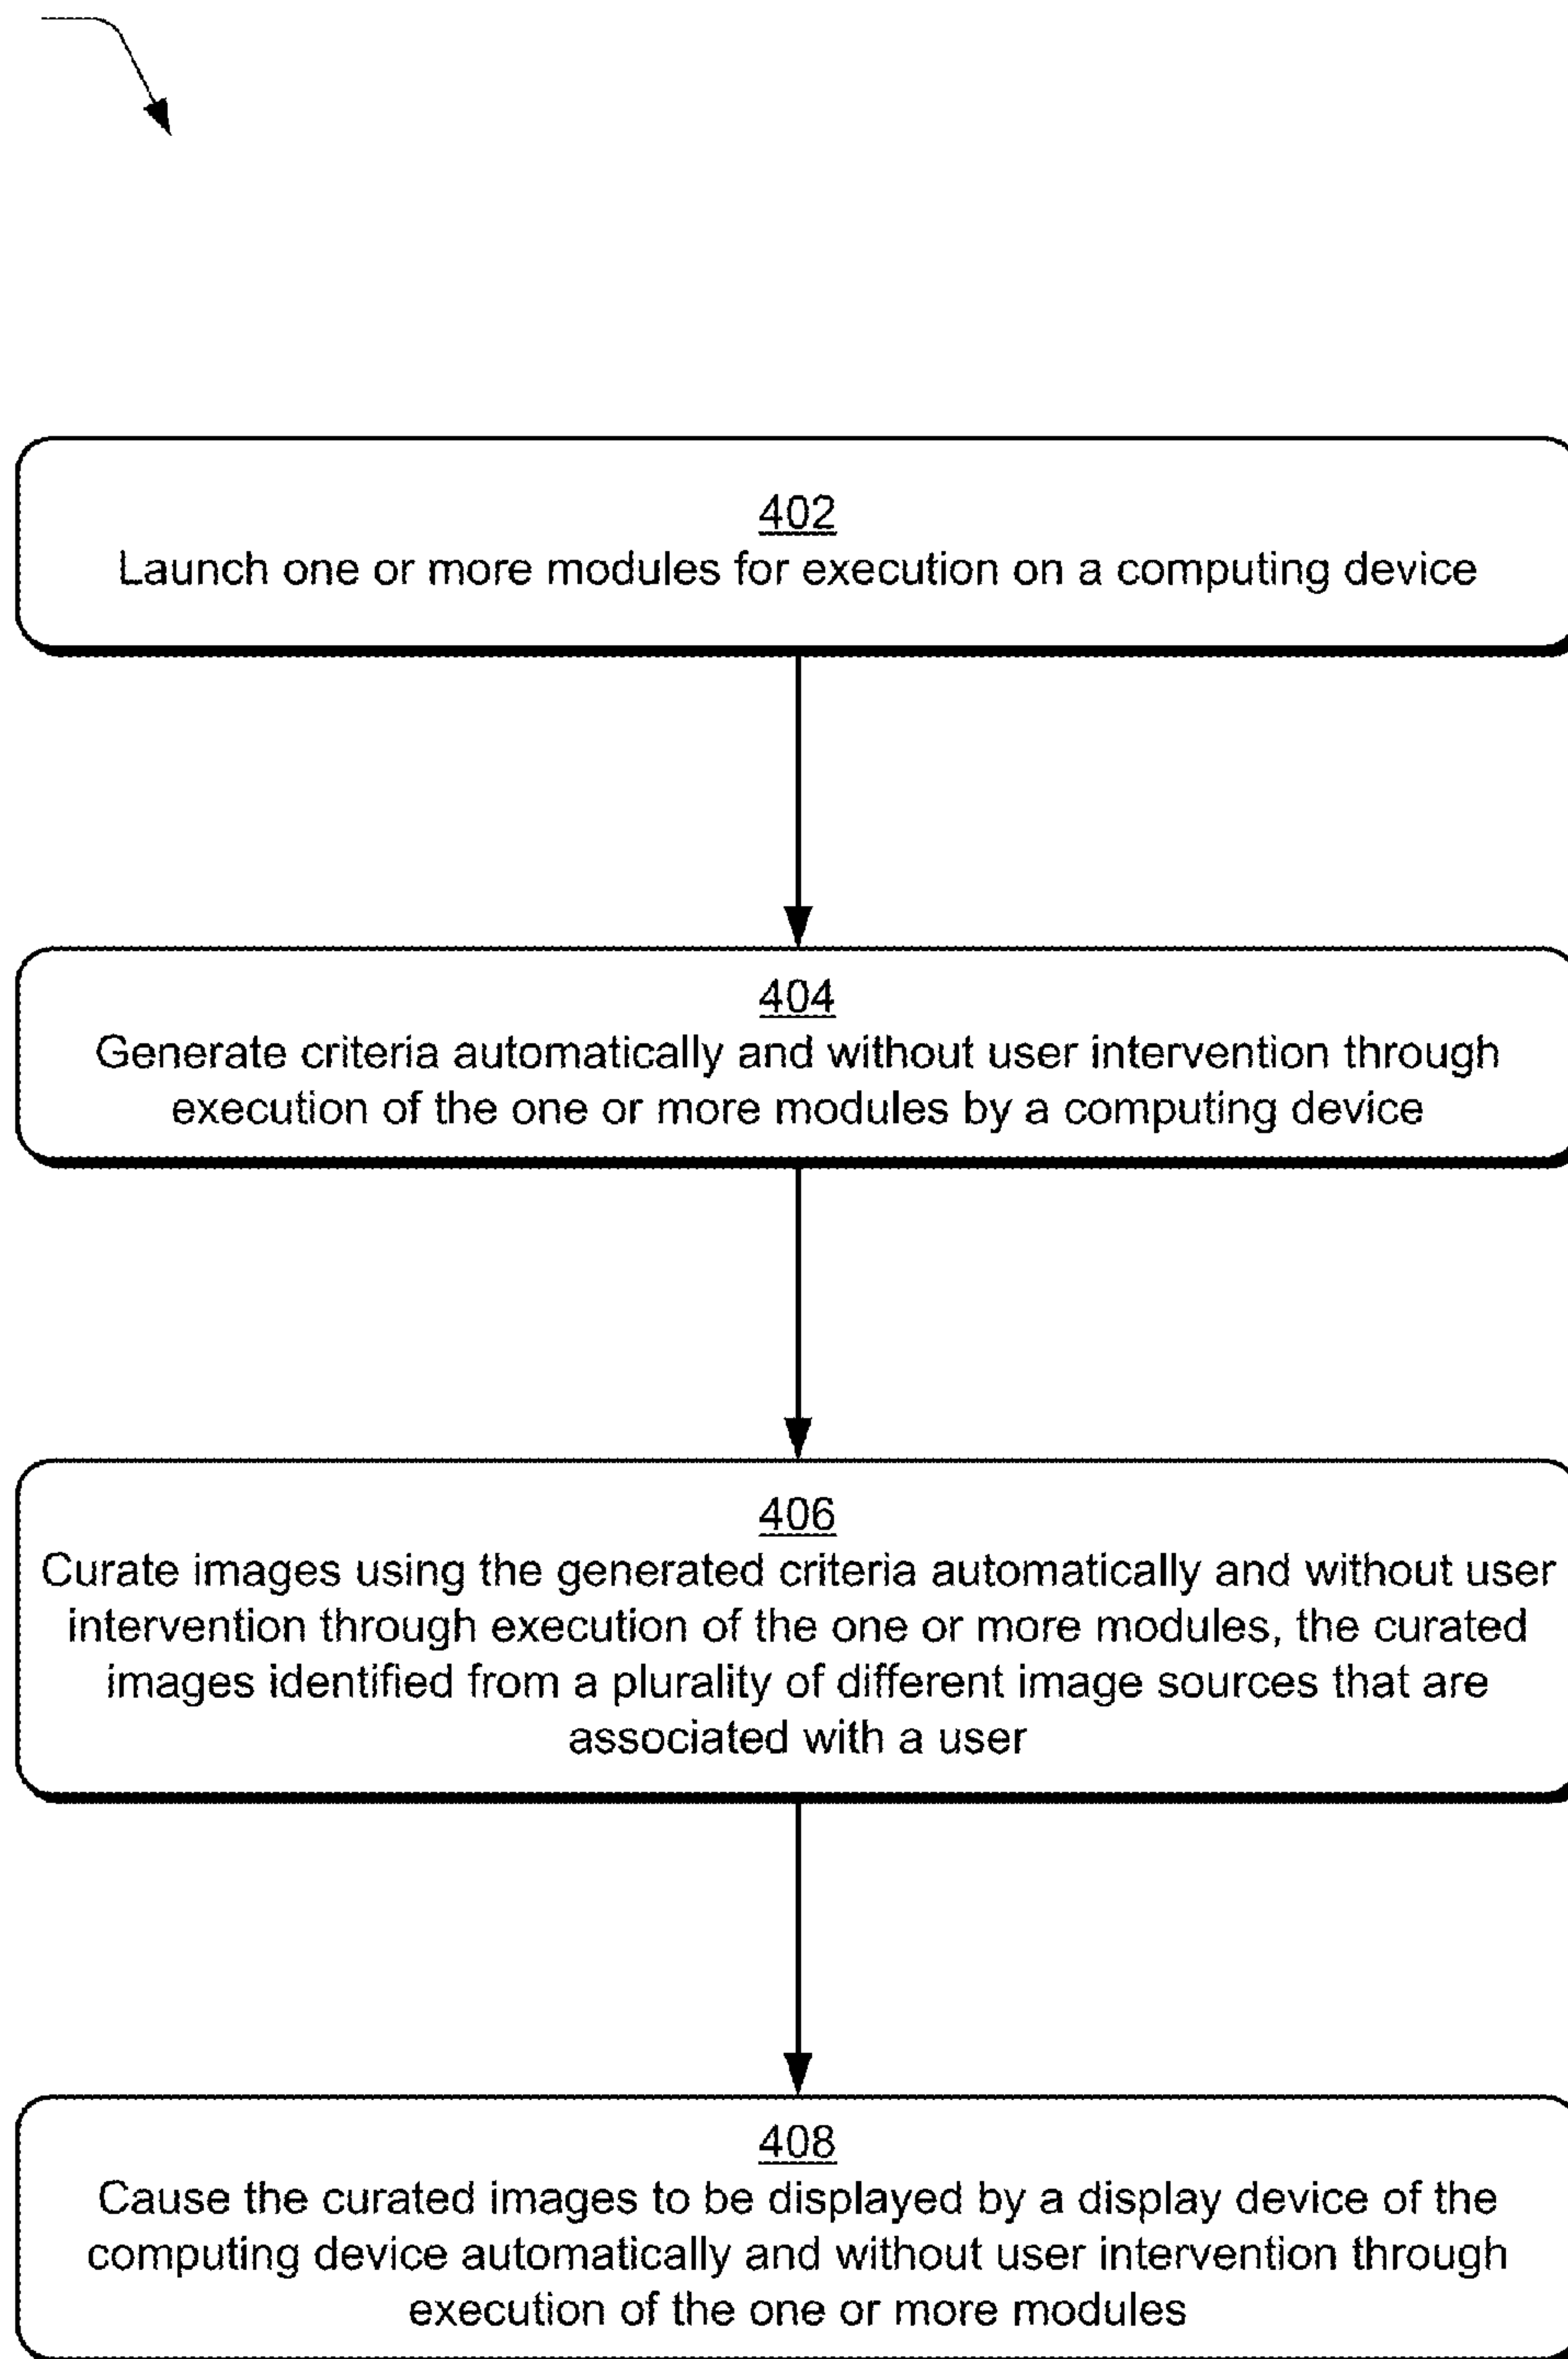 402
Launch one or more modules for execution on a computing device
404
Generate criteria automatically and without user intervention through
execution of the one or more modules by a computing device
406
Curate images using the generated criteria automatically and without user
intervention through execution of the one or more modules, the curated
images identified from a plurality of different image sources that are
associated with a user
408
Cause the curated images to be displayed by a display device of the
computing device automatically and without user intervention through
execution of the one or more modules